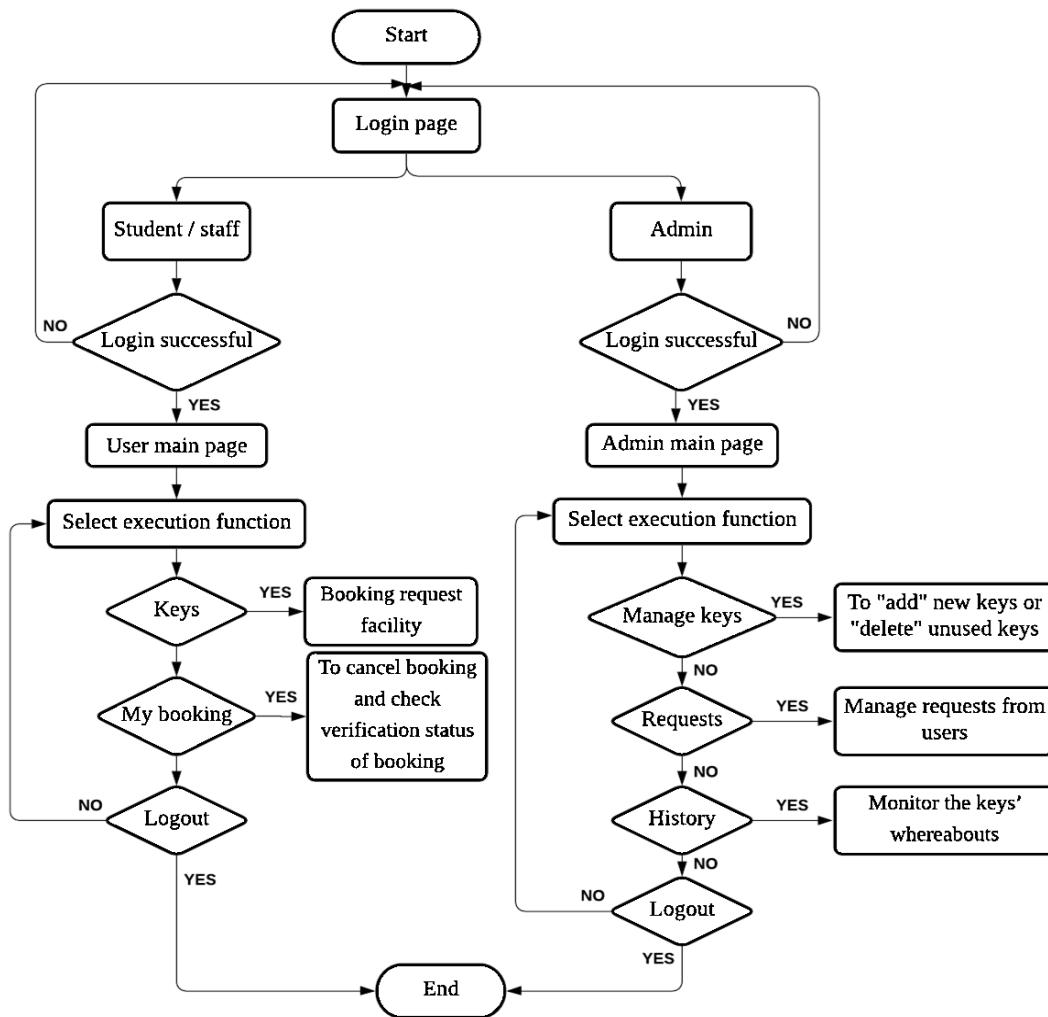 Start
Login page
Student / staff
Admin
Login successful
NO
YES
Login successful
NO
YES
User main page
Admin main page
Select execution function
Select execution function
Keys
YES
Booking request
facility
My booking
YES
To cancel booking
and check
verification status
of booking
Logout
NO
YES
Manage keys
YES
To "add" new keys or
"delete" unused keys
NO
Requests
YES
Manage requests from
users
NO
History
YES
Monitor the keys’
whereabouts
NO
Logout
NO
YES
End